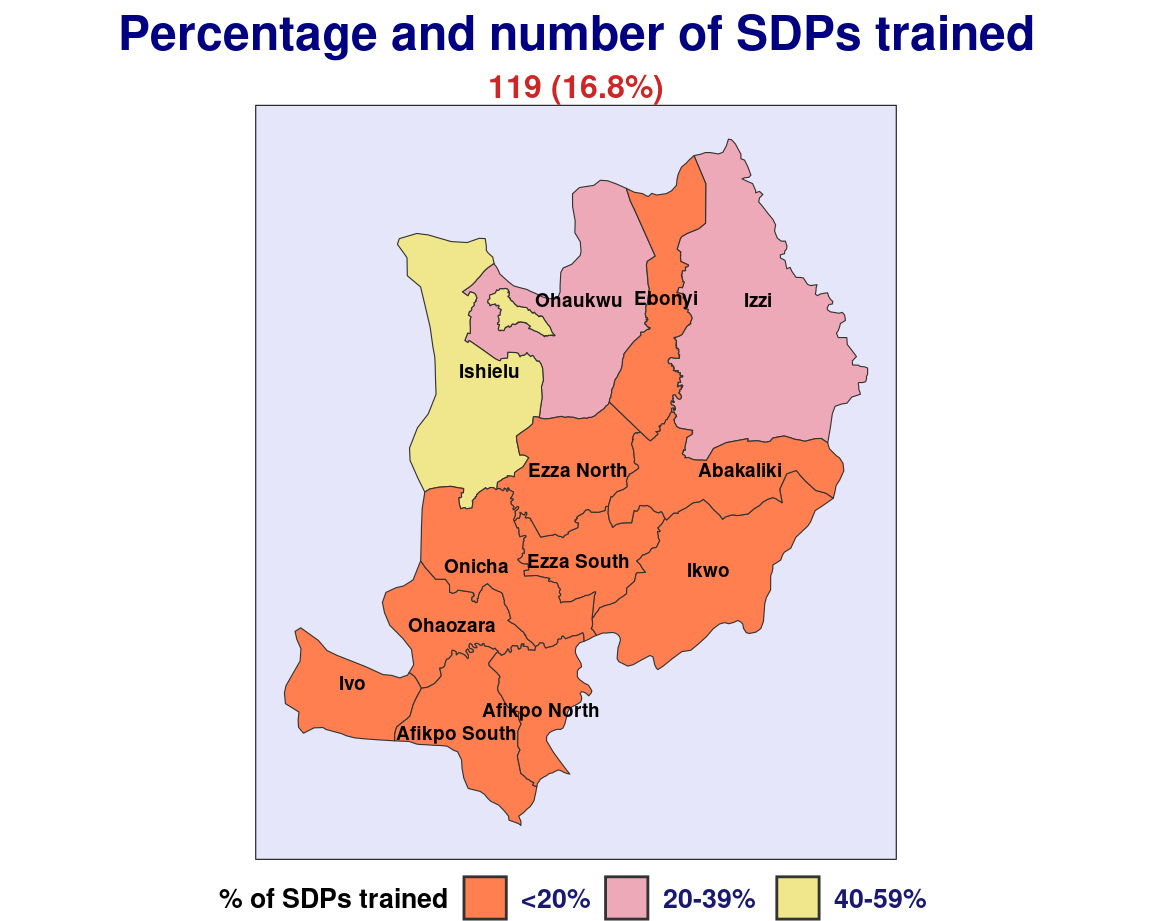 Percentage and number of SDPs trained
119 (16.8%)
Ohaukwu
Ebonyi
Izzi
Ishielu
Ezza North
Abakaliki
Onicha
Ezza South
Ikwo
Ohaozara
Ivo
Afikpo North
Afikpo South
% of SDPs trained <20% 20-39% 40-59%